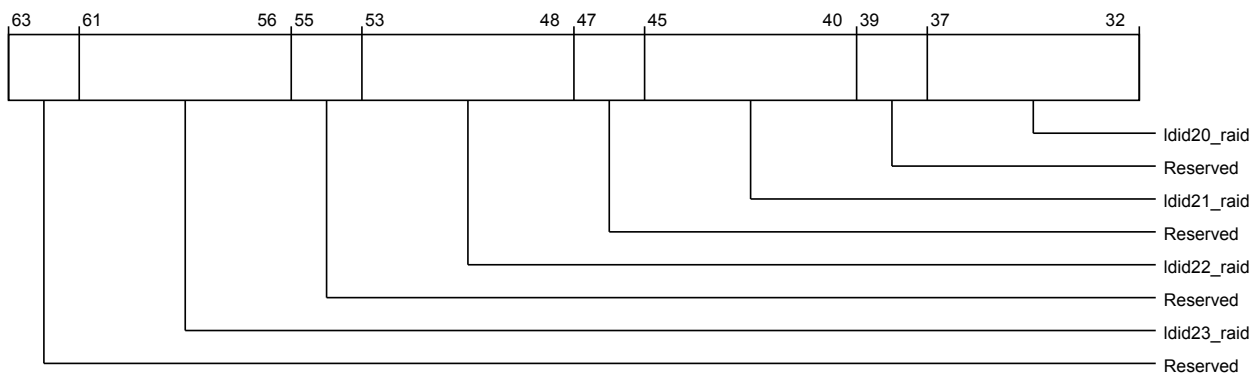 63 61 56 55 53 48 47 45 40 39 37 32
ldid20_raid
Reserved
ldid21_raid
Reserved
ldid22_raid
Reserved
ldid23_raid
Reserved